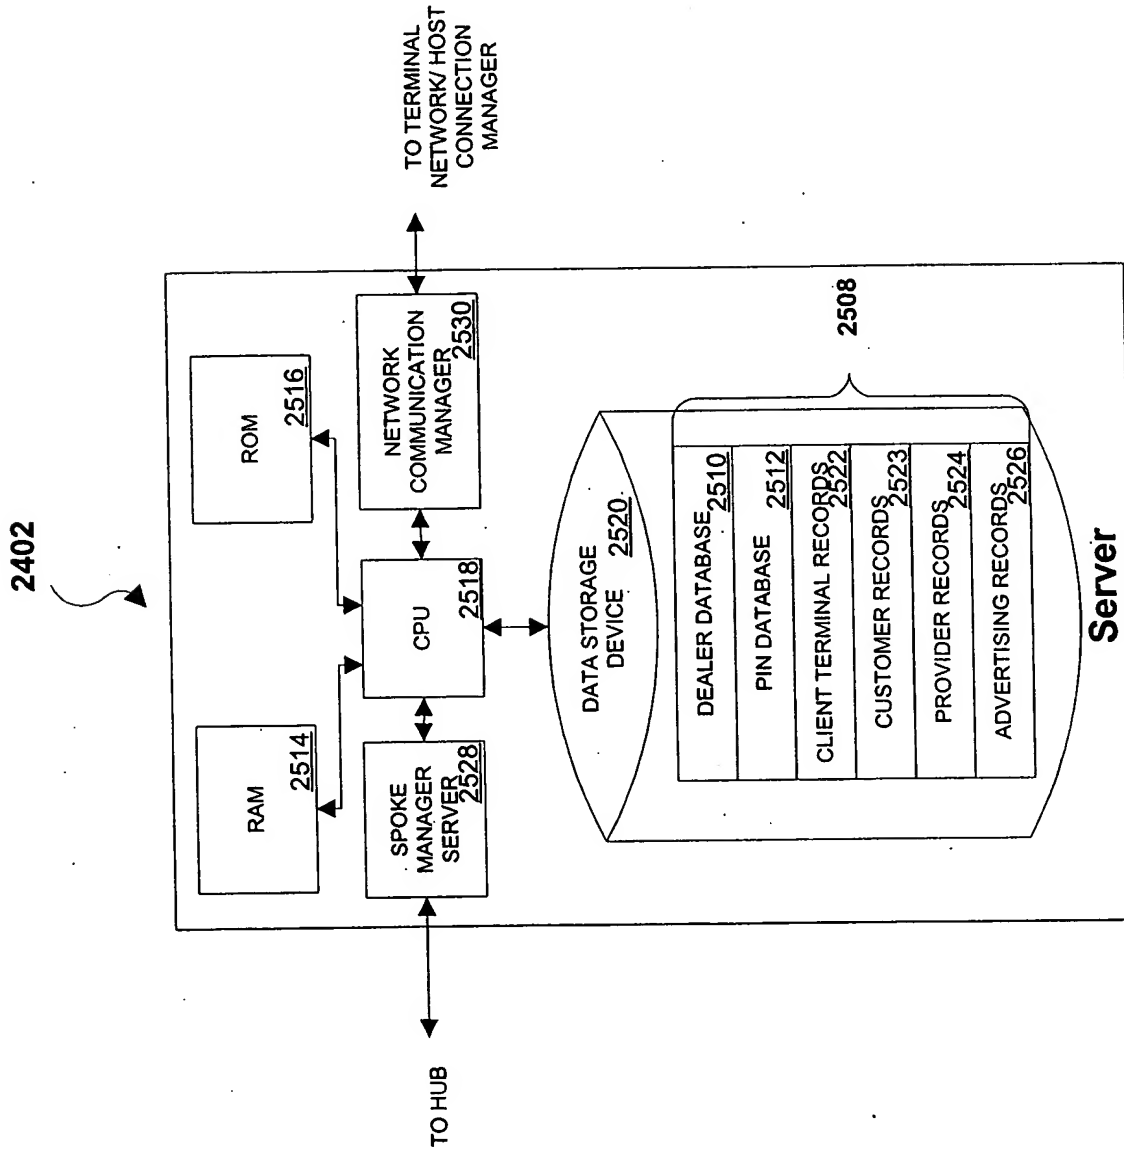 2402
RAM
2514
ROM
2516
TO HUB
SPOKE
MANAGER
SERVER
2528
CPU
2518
NETWORK
COMMUNICATION
MANAGER
2530
TO TERMINAL
NETWORK/ HOST
CONNECTION
MANAGER
DATA STORAGE
DEVICE 2520
DEALER DATABASE 2510
PIN DATABASE 2512
CLIENT TERMINAL RECORDS 2522
CUSTOMER RECORDS 2523
PROVIDER RECORDS 2524
ADVERTISING RECORDS 2526
2508
Server